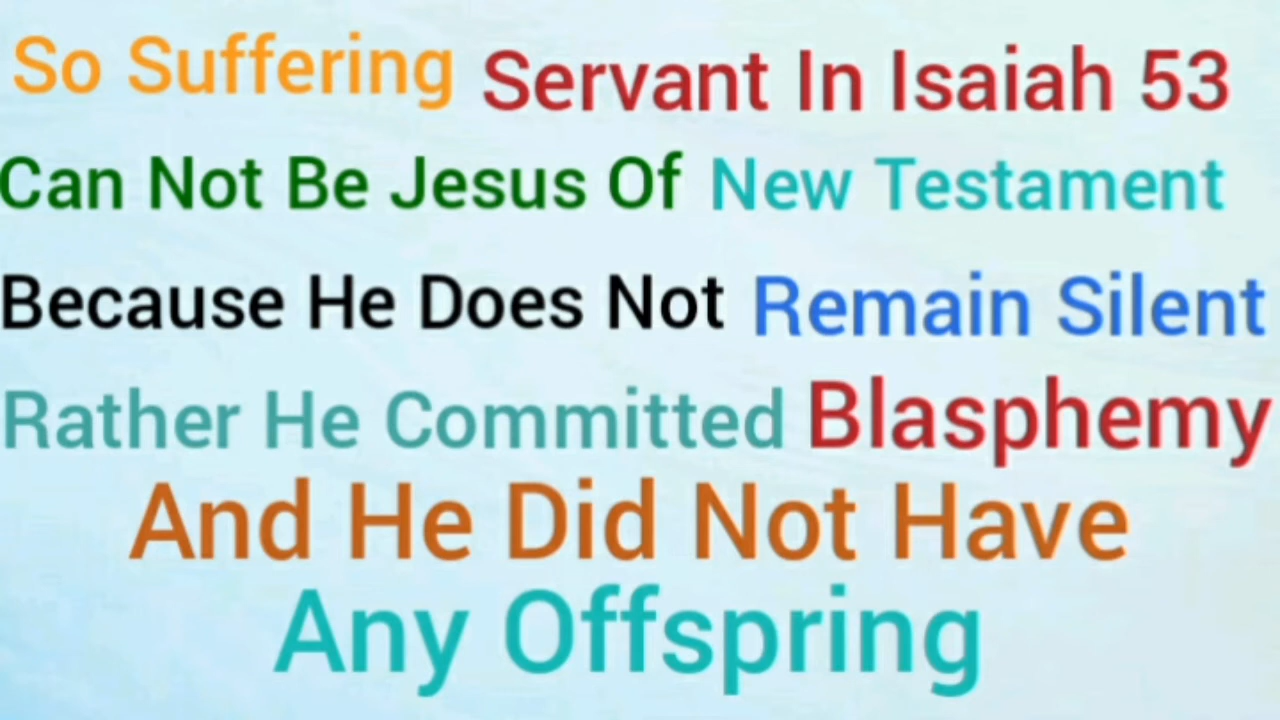 So Suffering Servant In Isaiah 53
Can Not Be Jesus Of New Testament
Because He Does Not Remain Silent
Rather He Committed Blasphemy
And He Did Not Have
Any Offspring